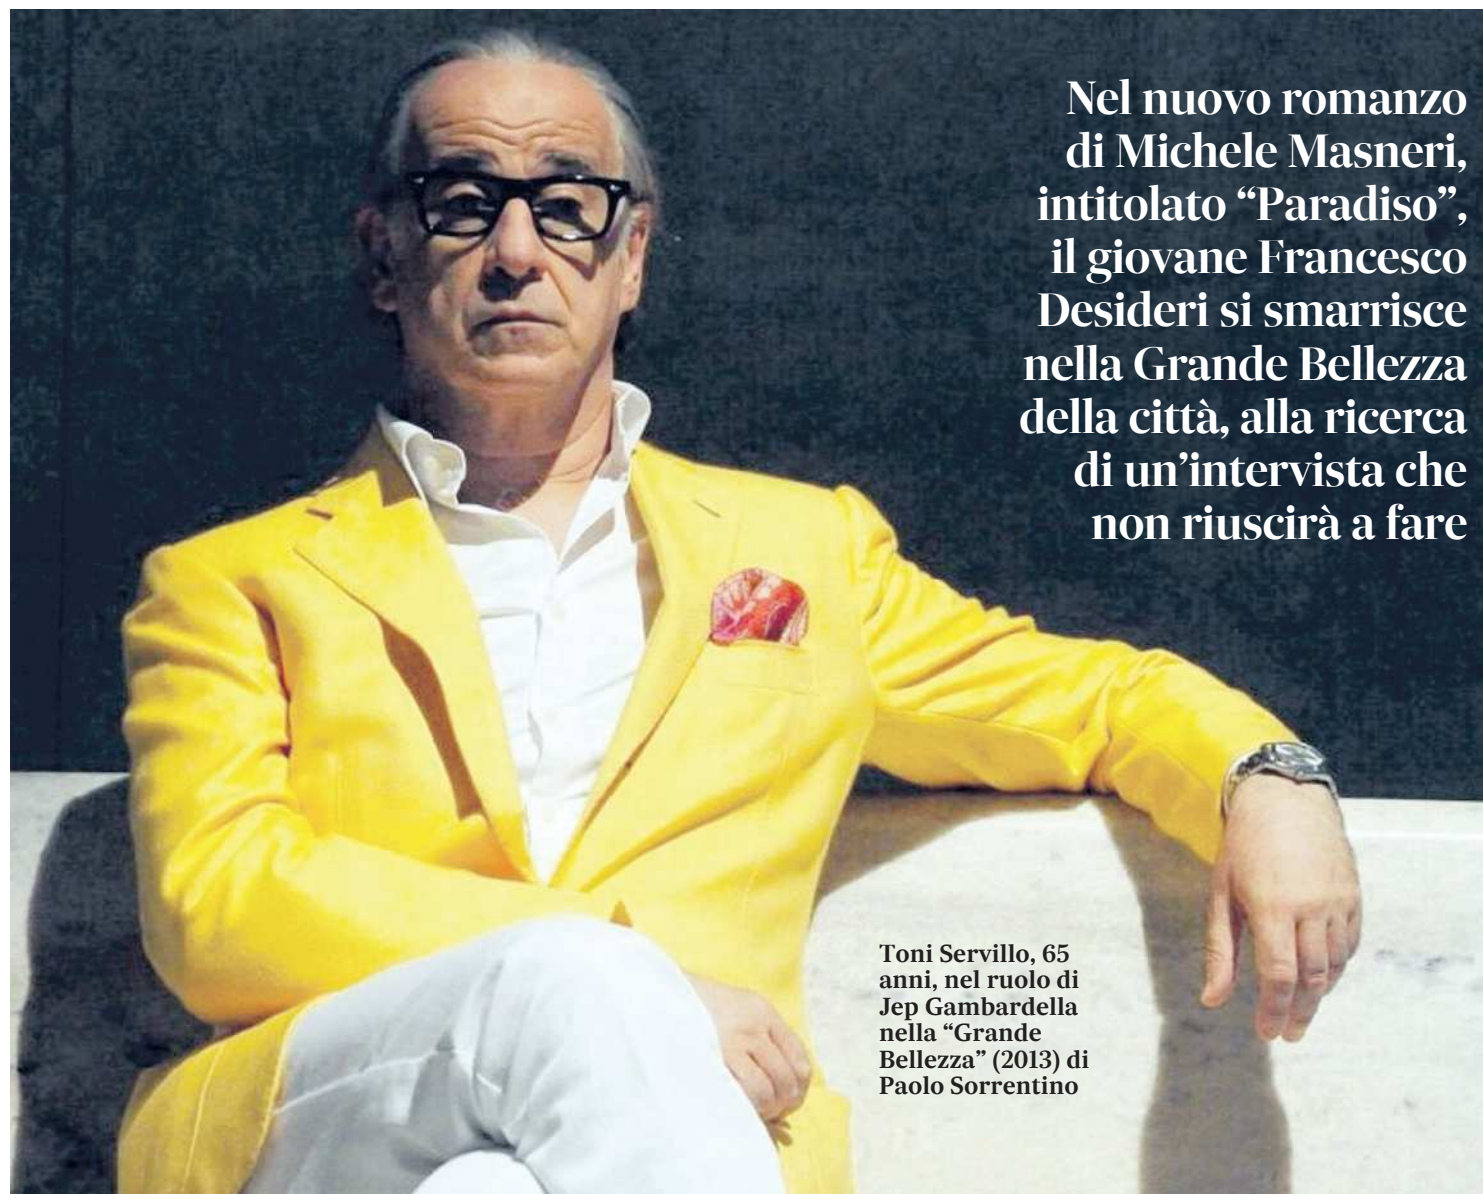 Nel nuovo romanzo
di Michele Masneri,
intitolato “Paradiso”,
il giovane Francesco
Desideri si smarrisce
nella Grande Bellezza
della città, alla ricerca
di un’intervista che
non riuscirà a fare
Toni Servillo, 65
anni, nel ruolo di
Jep Gambardella
nella “Grande
Bellezza” (2013) di
Paolo Sorrentino